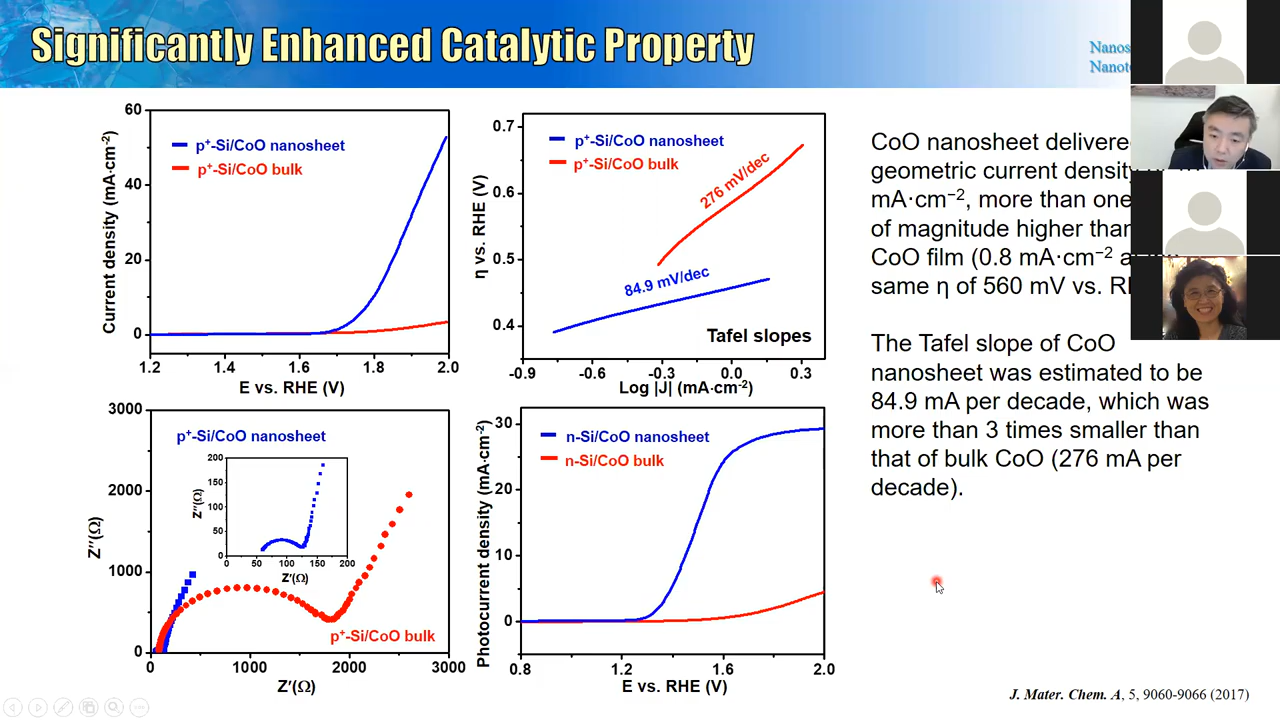 Significantly Enhanced Catalytic Property
60
40
20
0
Current density (mA·cm⁻²)
p⁺-Si/CoO nanosheet
p⁺-Si/CoO bulk
1.2 1.4 1.6 1.8 2.0
E vs. RHE (V)
0.7
0.6
0.5
0.4
η vs. RHE (V)
p⁺-Si/CoO nanosheet
p⁺-Si/CoO bulk
276 mV/dec
84.9 mV/dec
Tafel slopes
-0.9 -0.6 -0.3 0.0 0.3
Log |J| (mA·cm⁻²)
CoO nanosheet delivered
geometric current density
mA·cm⁻², more than one
of magnitude higher than
CoO film (0.8 mA·cm⁻²
same η of 560 mV vs.
The Tafel slope of CoO
nanosheet was estimated to be
84.9 mA per decade, which was
more than 3 times smaller than
that of bulk CoO (276 mA per
decade).
3000
2000
1000
0
Z′′(Ω)
p⁺-Si/CoO nanosheet
200
150
100
50
0
Z′′(Ω)
0 50 100 150 200
Z′(Ω)
p⁺-Si/CoO bulk
0 1000 2000 3000
Z′(Ω)
30
20
10
0
Photocurrent density (mA·cm⁻²)
n-Si/CoO nanosheet
n-Si/CoO bulk
0.8 1.2 1.6 2.0
E vs. RHE (V)
J. Mater. Chem. A, 5, 9060-9066 (2017)